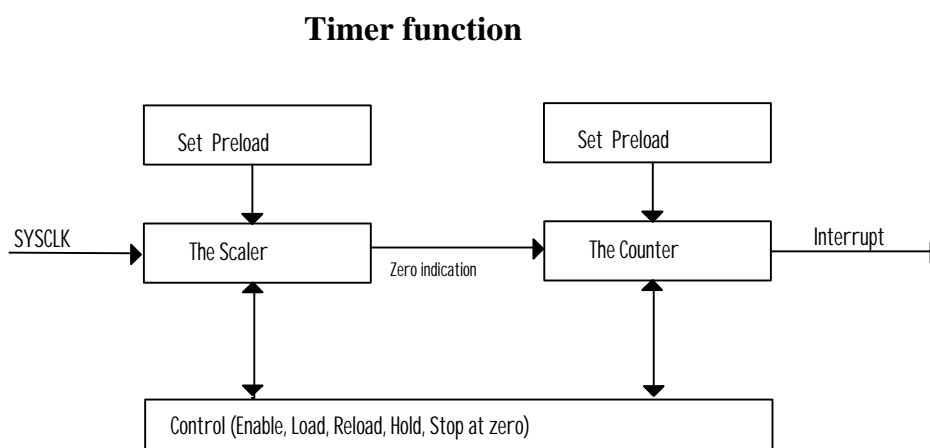 Timer function
Set Preload
Set Preload
SYSCLK
The Scaler
Zero indication
The Counter
Interrupt
Control (Enable, Load, Reload, Hold, Stop at zero)